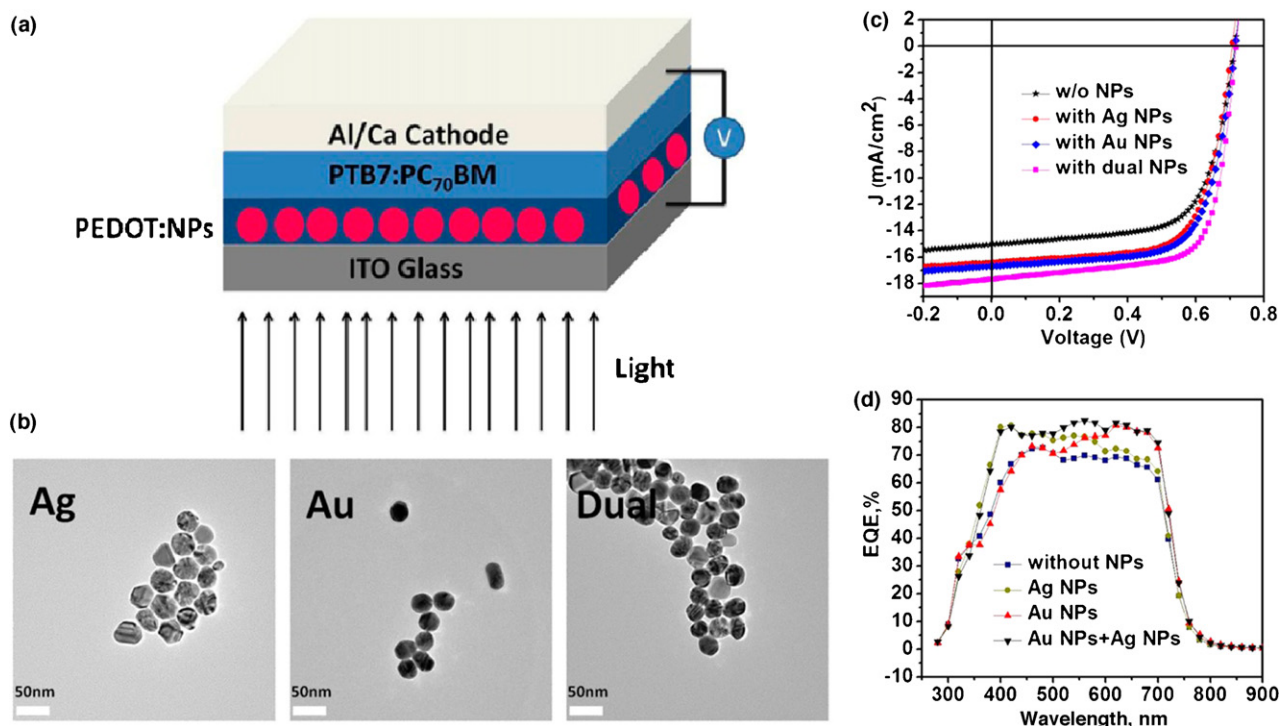 (a)
Al/Ca Cathode
V
PTB7:PC₇₀BM
PEDOT:NPs
ITO Glass
Light
(b)
Ag
50nm
Au
50nm
Dual
50nm
(c)
J (mA/cm²)
2
0
-2
-4
-6
-8
-10
-12
-14
-16
-18
w/o NPs
with Ag NPs
with Au NPs
with dual NPs
-0.2 0.0 0.2 0.4 0.6 0.8
Voltage (V)
(d)
EQE,%
90
80
70
60
50
40
30
20
10
0
-10
without NPs
Ag NPs
Au NPs
Au NPs+Ag NPs
300 400 500 600 700 800 900
Wavelength, nm